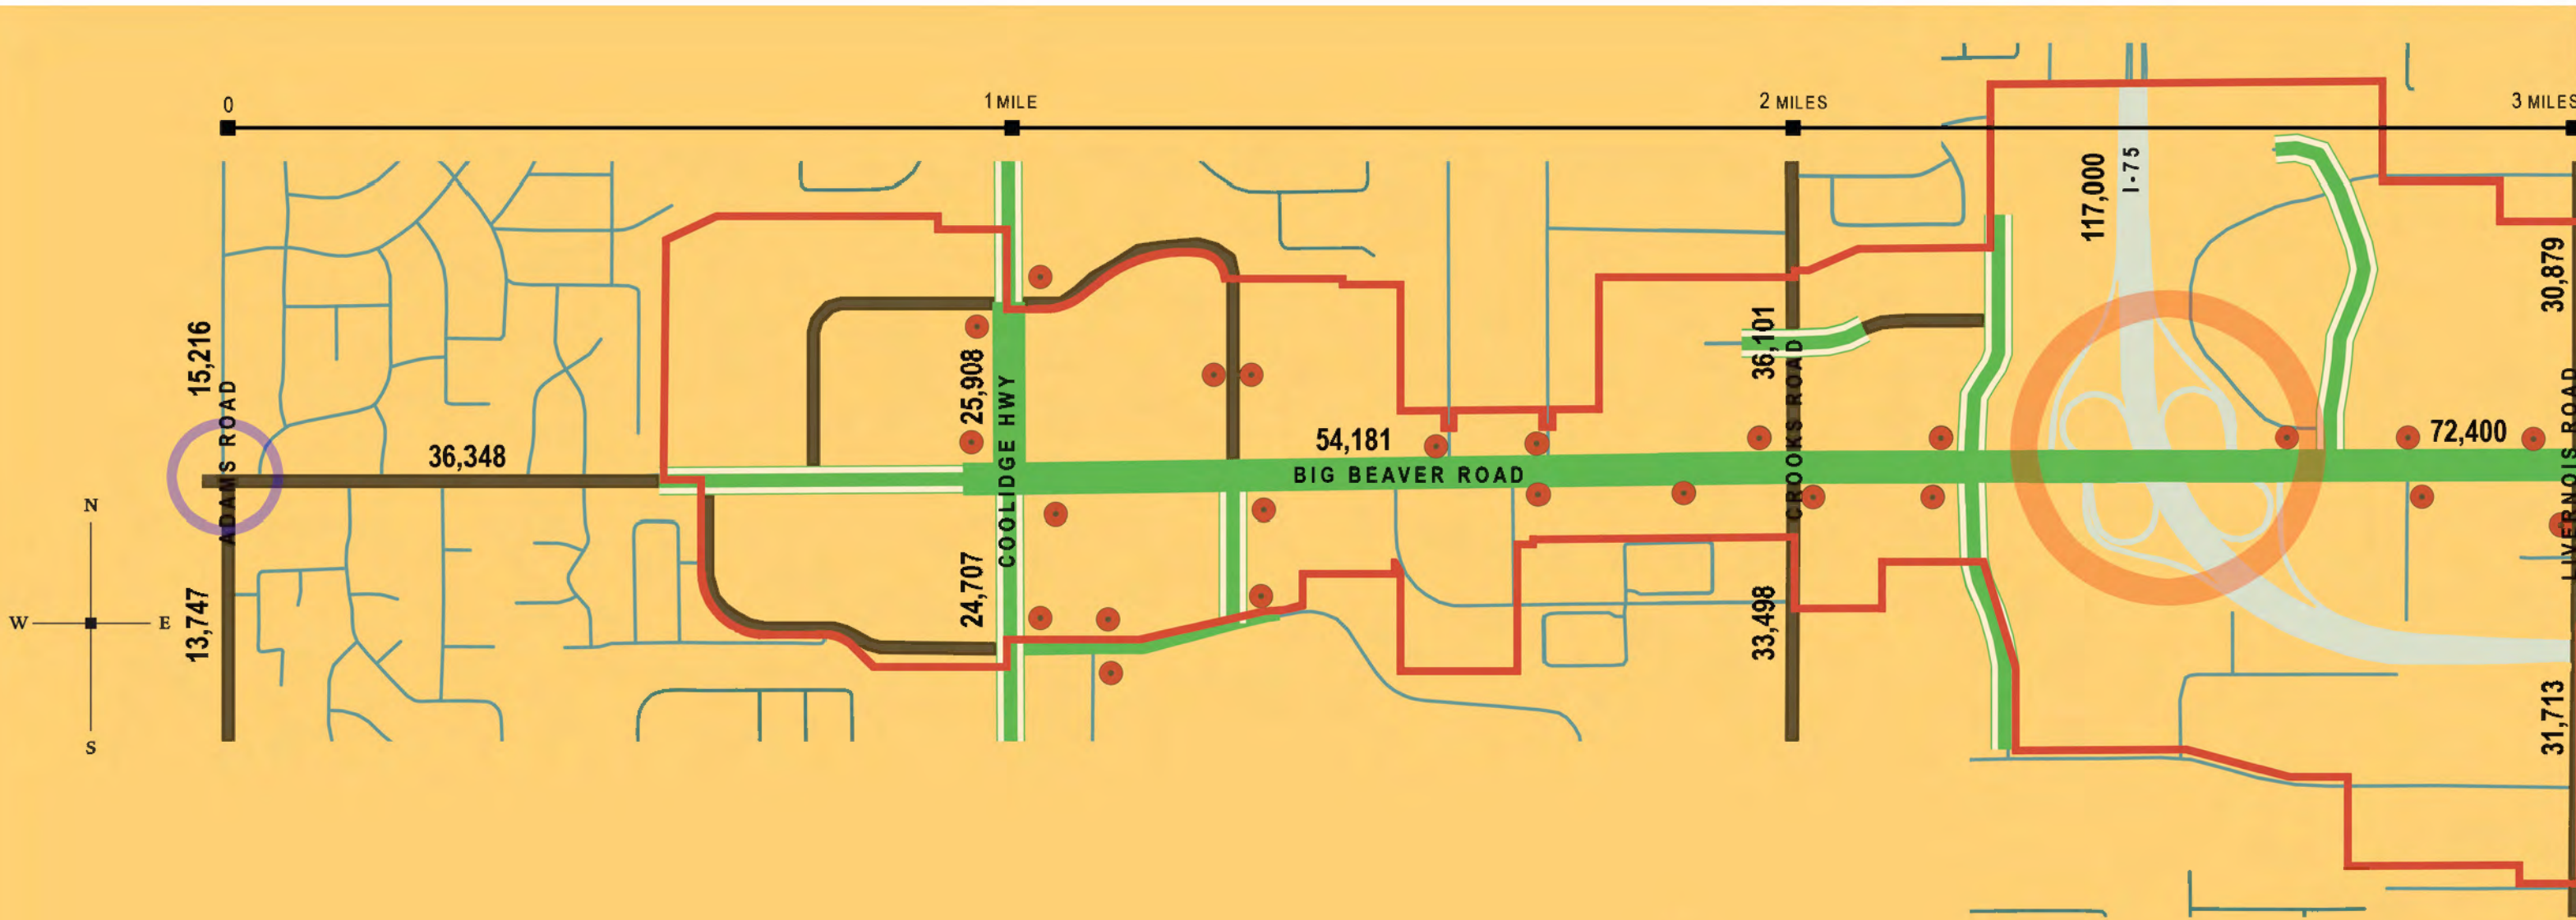 0
1 MILE
2 MILES
3 MILES
117,000
I-75
15,216
ADAMS ROAD
36,348
25,908
COOLIDGE HWY
54,181
BIG BEAVER ROAD
36,101
CROOKS ROAD
72,400
30,879
LIVERNOIS ROAD
N
W
E
S
13,747
24,707
33,498
31,713